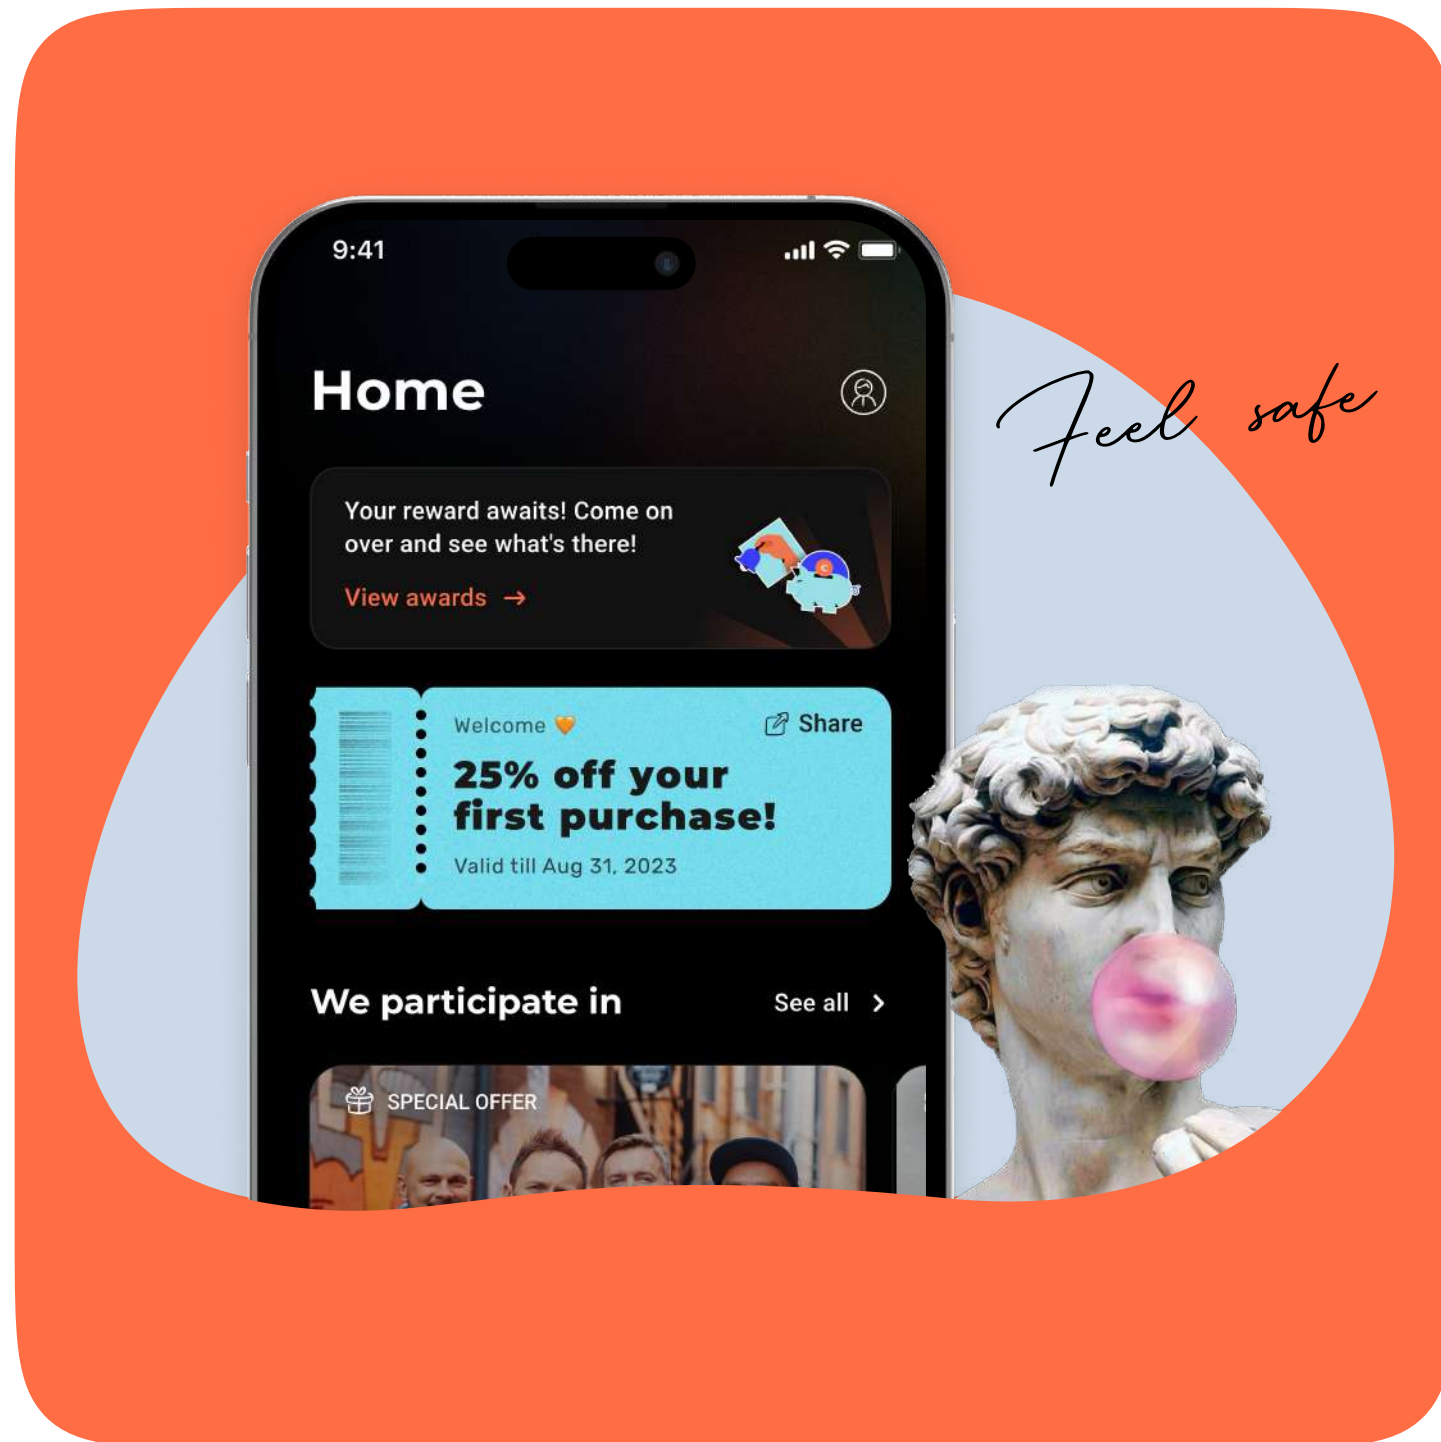 9:41
Home
Feel safe
Your reward awaits! Come on
over and see what's there!
View awards →
Welcome 🧡
Share
25% off your
first purchase!
Valid till Aug 31, 2023
We participate in
See all
SPECIAL OFFER